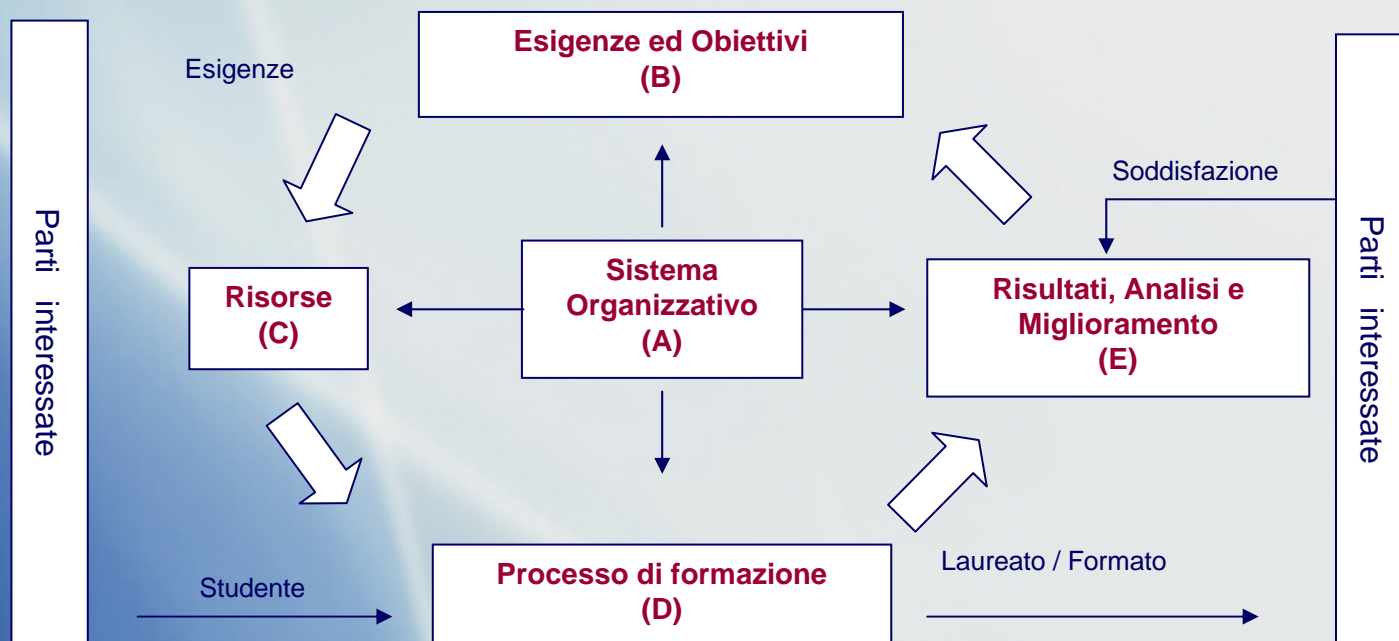 Esigenze ed Obiettivi
(B)
Esigenze
Soddisfazione
Parti interessate
Risorse
(C)
Sistema
Organizzativo
(A)
Risultati, Analisi e
Miglioramento
(E)
Parti interessate
Studente
Processo di formazione
(D)
Laureato / Formato